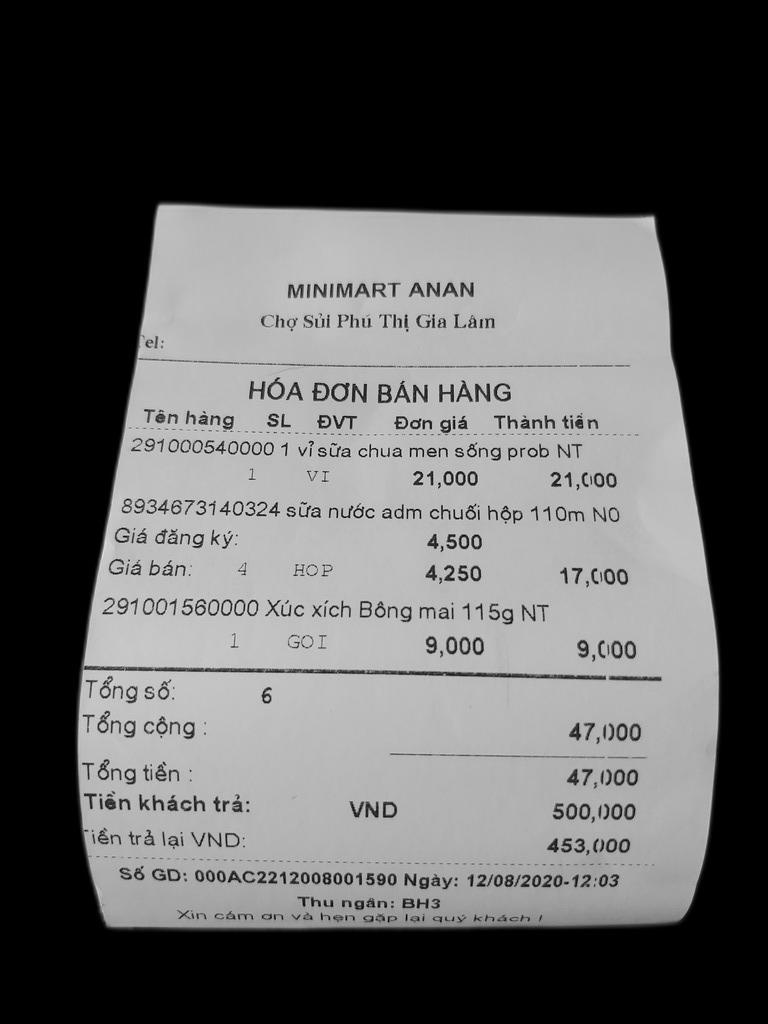 MINIMART ANAN
Chợ Sủi Phú Thị Gia Lâm
Tel:
HÓA ĐƠN BÁN HÀNG
Tên hàng SL ĐVT Đơn giá Thành tiền
291000540000 1 vỉ sữa chua men sống prob NT
1 VI 21,000 21,000
8934673140324 sữa nước adm chuối hộp 110m N0
Giá đăng ký: 4,500
Giá bán: 4 HOP 4,250 17,000
291001560000 Xúc xích Bông mai 115g NT
1 GOI 9,000 9,000
Tổng số: 6
Tổng cộng : 47,000
Tổng tiền : 47,000
Tiền khách trả: VND 500,000
Tiền trả lại VND: 453,000
Số GD: 000AC2212008001590 Ngày: 12/08/2020-12:03
Thu ngân: BH3
Xin cám ơn và hẹn gặp lại quý khách !